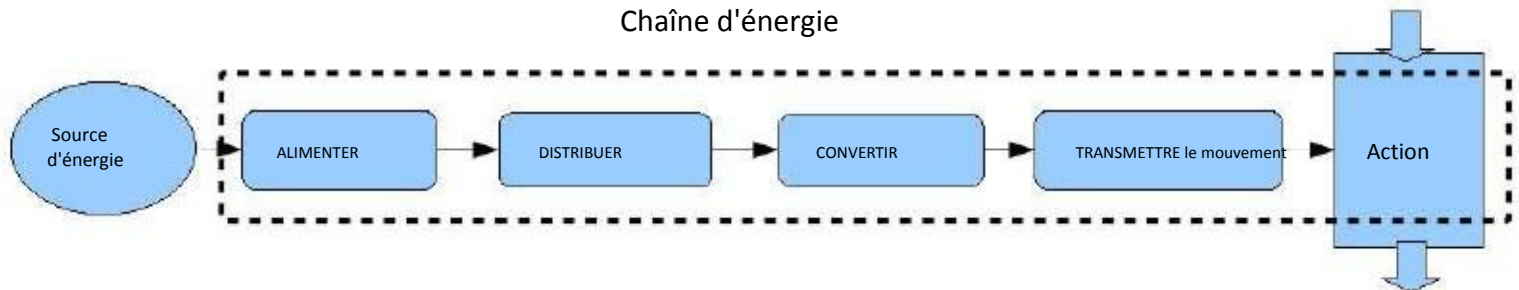 Chaîne d'énergie
Source
d'énergie
ALIMENTER
DISTRIBUER
CONVERTIR
TRANSMETTRE le mouvement
Action